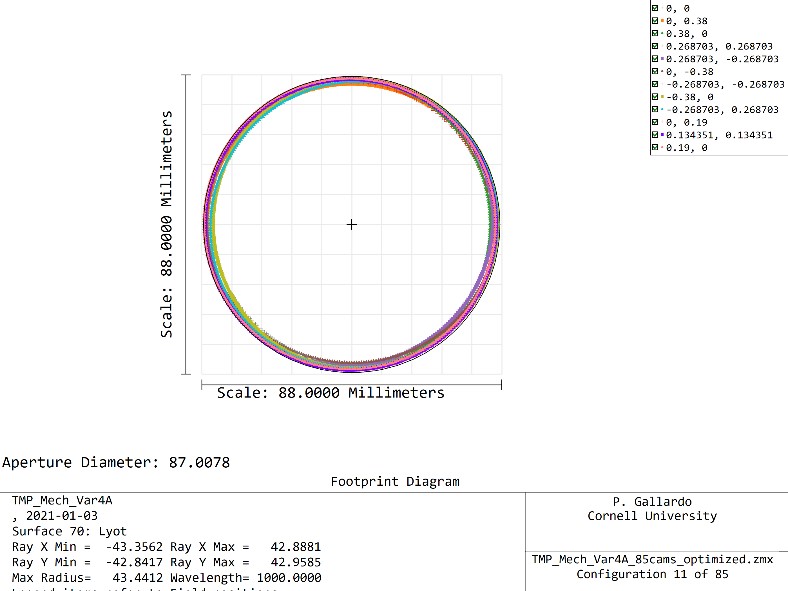 0, 0
0, 0.38
0.38, 0
0.268703, 0.268703
0.268703, -0.268703
0, -0.38
-0.268703, -0.268703
-0.38, 0
-0.268703, 0.268703
0, 0.19
0.134351, 0.134351
0.19, 0
Scale: 88.0000 Millimeters
Scale: 88.0000 Millimeters
Aperture Diameter: 87.0078
Footprint Diagram
TMP_Mech_Var4A
, 2021-01-03
Surface 70: Lyot
Ray X Min = -43.3562 Ray X Max = 42.8881
Ray Y Min = -42.8417 Ray Y Max = 42.9585
Max Radius= 43.4412 Wavelength= 1000.0000
P. Gallardo
Cornell University
TMP_Mech_Var4A_85cams_optimized.zmx
Configuration 11 of 85